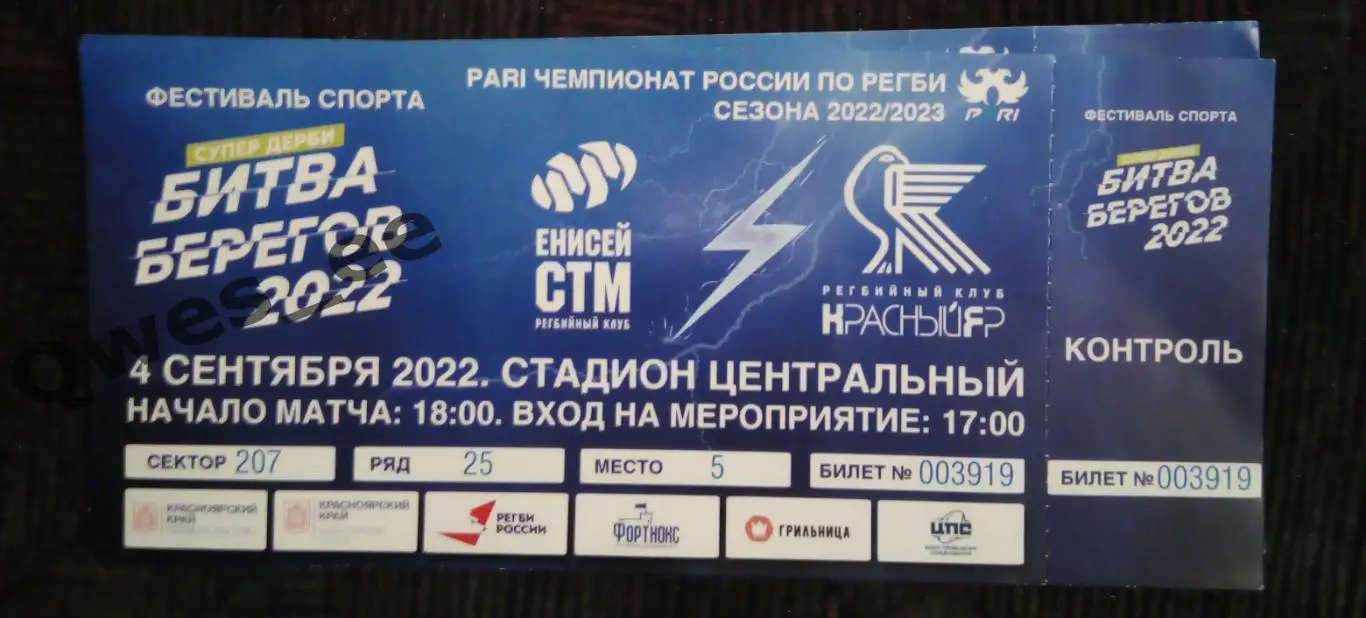 ФЕСТИВАЛЬ СПОРТА
СУПЕР ДЕРБИ
БИТВА
БЕРЕГОВ
2022
PARI ЧЕМПИОНАТ РОССИИ ПО РЕГБИ
СЕЗОНА 2022/2023
PARI
ЕНИСЕЙ
СТМ
РЕГБИЙНЫЙ КЛУБ
РЕГБИЙНЫЙ КЛУБ
КРАСНЫЙ ЯР
4 СЕНТЯБРЯ 2022. СТАДИОН ЦЕНТРАЛЬНЫЙ
НАЧАЛО МАТЧА: 18:00. ВХОД НА МЕРОПРИЯТИЕ: 17:00
СЕКТОР 207
РЯД 25
МЕСТО 5
БИЛЕТ № 003919
КРАСНОЯРСКИЙ
КРАЙ
КРАСНОЯРСКИЙ
КРАЙ
РЕГБИ
РОССИИ
ФОРТНОКС
ГРИЛЬНИЦА
ЦПС
ФЕСТИВАЛЬ СПОРТА
СУПЕР ДЕРБИ
БИТВА
БЕРЕГОВ
2022
КОНТРОЛЬ
БИЛЕТ № 003919
Qwes_ge